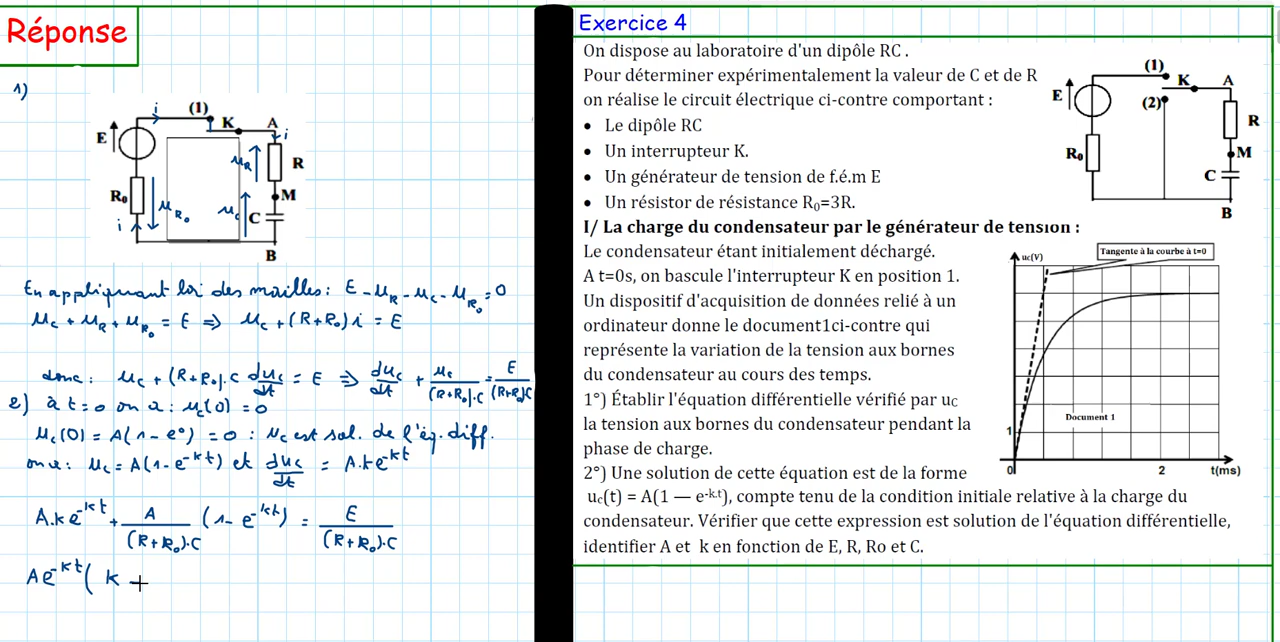 Réponse
1)
(1)
i
K
A
i
E
u_R
R
M
R₀
u_R₀
u_c
C
i
B
En appliquant loi des mailles : E - u_R - u_c - u_R₀ = 0
u_c + u_R + u_R₀ = E ⟹ u_c + (R+R₀) i = E
donc : u_c + (R+R₀).C du_c/dt = E ⟹ du_c/dt + u_c/(R+R₀).C = E/(R+R₀)C
2) à t=0 on a : u_c(0) = 0
u_c(0) = A(1 - e⁰) = 0 : u_c est sol. de l'éq. diff.
on a : u_c = A(1-e^-kt) et du_c/dt = A.k e^-kt
A.k e^-kt + A/(R+R₀).C (1-e^-kt) = E/(R+R₀).C
A e^-kt ( k +
Exercice 4
On dispose au laboratoire d'un dipôle RC .
Pour déterminer expérimentalement la valeur de C et de R
on réalise le circuit électrique ci-contre comportant :
• Le dipôle RC
• Un interrupteur K.
• Un générateur de tension de f.é.m E
• Un résistor de résistance R₀=3R.
(1)
K
A
E
(2)
R
R₀
M
C
B
I/ La charge du condensateur par le générateur de tension :
Le condensateur étant initialement déchargé.
A t=0s, on bascule l'interrupteur K en position 1.
Un dispositif d'acquisition de données relié à un
ordinateur donne le document1ci-contre qui
représente la variation de la tension aux bornes
du condensateur au cours des temps.
1°) Établir l'équation différentielle vérifié par uC
la tension aux bornes du condensateur pendant la
phase de charge.
2°) Une solution de cette équation est de la forme
uc(t) = A(1 — e^-k.t), compte tenu de la condition initiale relative à la charge du
condensateur. Vérifier que cette expression est solution de l'équation différentielle,
identifier A et k en fonction de E, R, Ro et C.
uc(V)
Tangente à la courbe à t=0
Document 1
1
0
2
t(ms)